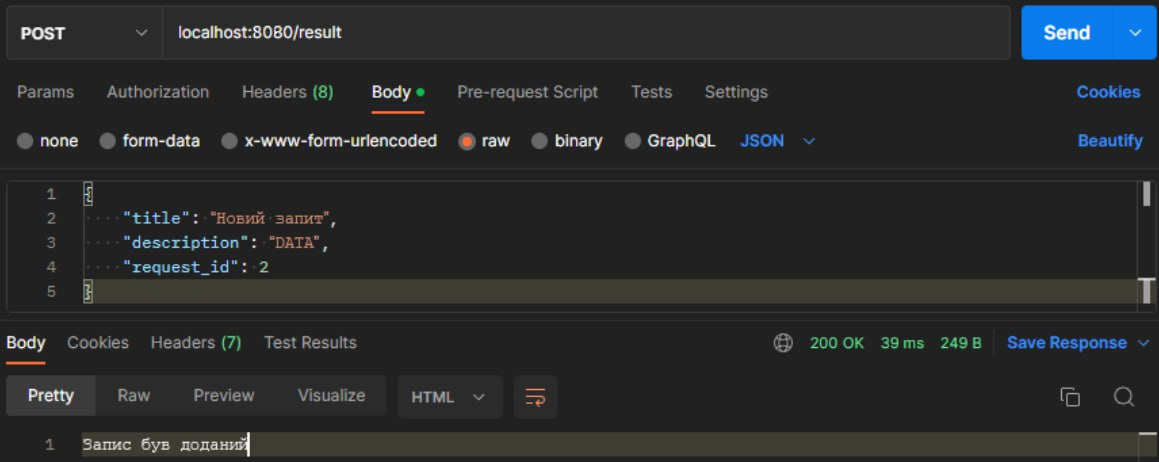 POST localhost:8080/result Send
Params Authorization Headers (8) Body Pre-request Script Tests Settings Cookies
none form-data x-www-form-urlencoded raw binary GraphQL JSON Beautify
1 {
2 "title": "Новий запит",
3 "description": "DATA",
4 "request_id": 2
5 }
Body Cookies Headers (7) Test Results 200 OK 39 ms 249 B Save Response
Pretty Raw Preview Visualize HTML
1 Запис був доданий